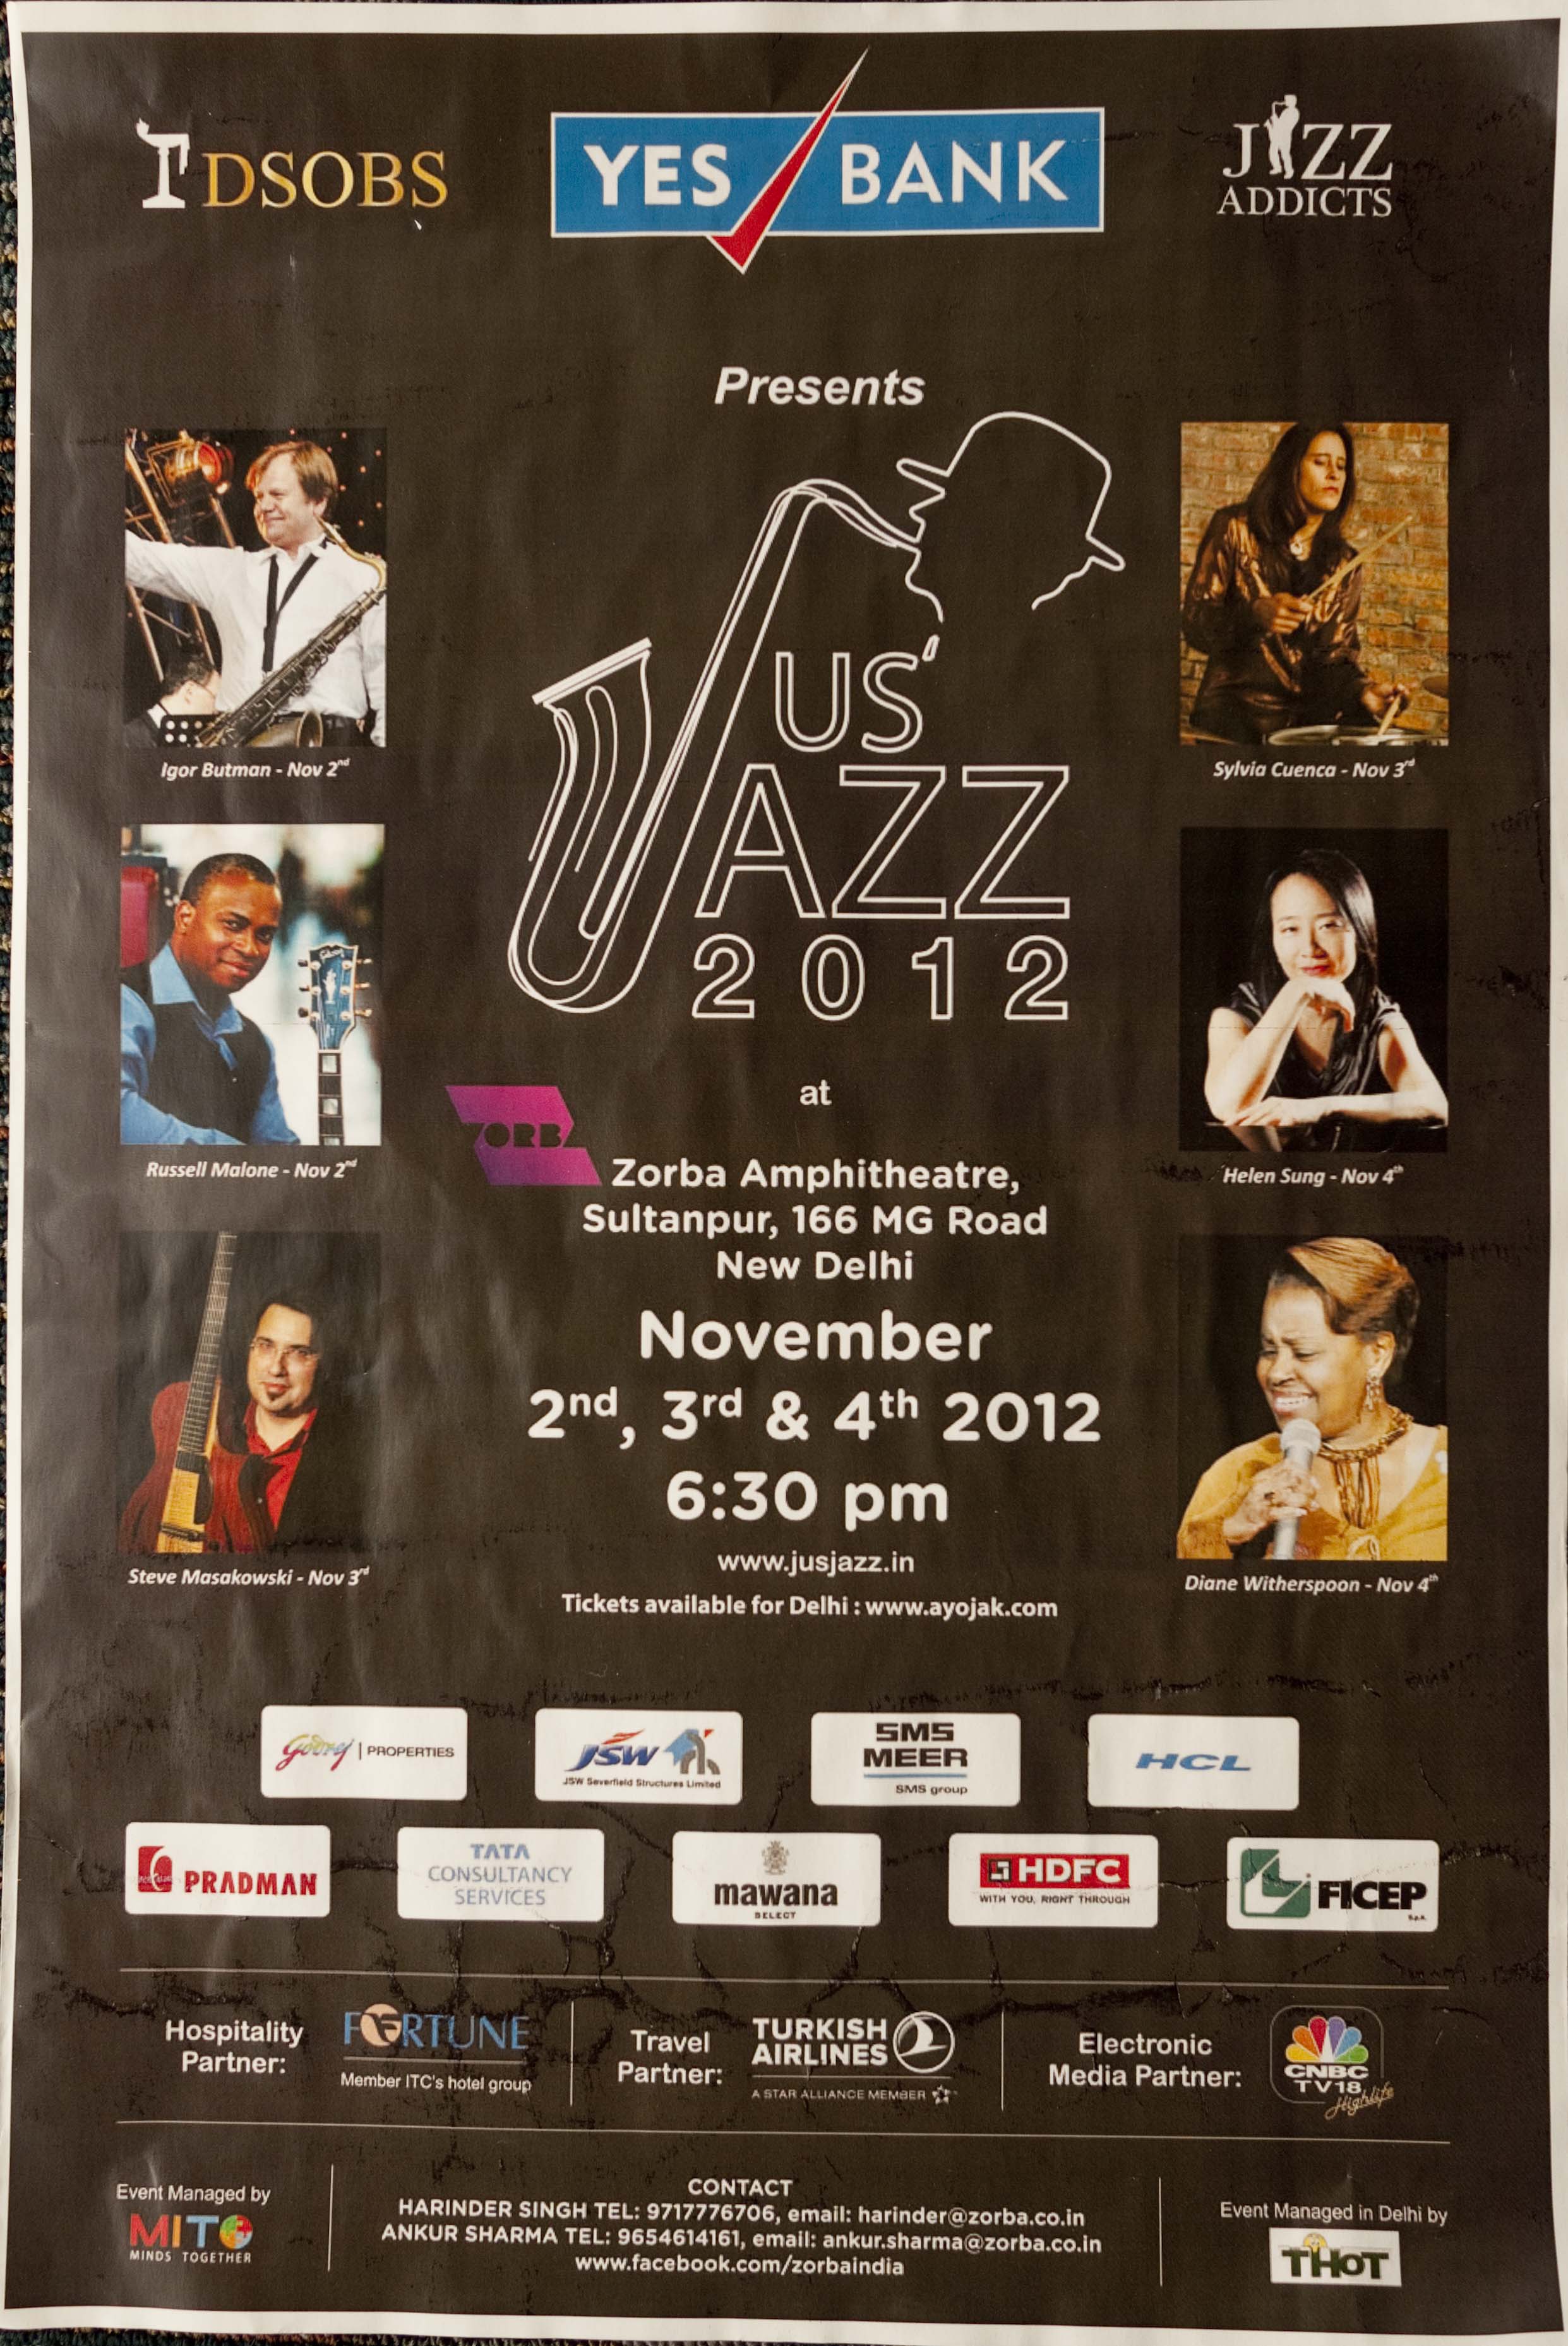 DSOBS
YES BANK
JAZZ
ADDICTS
Presents
JUS'
JAZZ
2012
Igor Butman - Nov 2nd
Sylvia Cuenca - Nov 3rd
Russell Malone - Nov 2nd
Helen Sung - Nov 4th
Steve Masakowski - Nov 3rd
Diane Witherspoon - Nov 4th
Gibson
at
ZORBA
Zorba Amphitheatre,
Sultanpur, 166 MG Road
New Delhi
November
2nd, 3rd & 4th 2012
6:30 pm
www.jusjazz.in
Tickets available for Delhi : www.ayojak.com
Godrej | PROPERTIES
JSW
JSW Severfield Structures Limited
SMS
MEER
SMS group
HCL
PRADMAN
TATA
CONSULTANCY
SERVICES
mawana
SELECT
HDFC
WITH YOU, RIGHT THROUGH
FICEP
S.p.A.
Hospitality
Partner:
FORTUNE
Member ITC's hotel group
Travel
Partner:
TURKISH
AIRLINES
A STAR ALLIANCE MEMBER
Electronic
Media Partner:
CNBC
TV18
Highlife
Event Managed by
MITC
MINDS TOGETHER
CONTACT
HARINDER SINGH TEL: 9717776706, email: harinder@zorba.co.in
ANKUR SHARMA TEL: 9654614161, email: ankur.sharma@zorba.co.in
www.facebook.com/zorbaindia
Event Managed in Delhi by
THOT